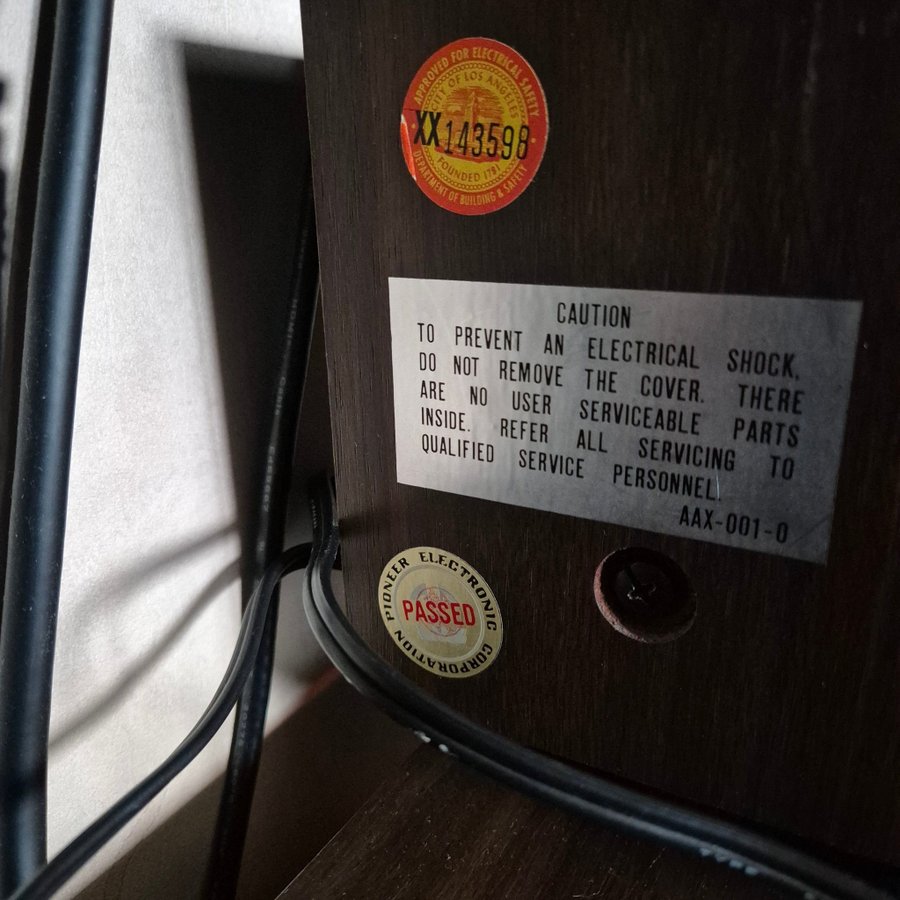 APPROVED FOR ELECTRICAL SAFETY
CITY OF LOS ANGELES
XX143598
FOUNDED 1781
DEPARTMENT OF BUILDING & SAFETY
CAUTION
TO PREVENT AN ELECTRICAL SHOCK,
DO NOT REMOVE THE COVER. THERE
ARE NO USER SERVICEABLE PARTS
INSIDE. REFER ALL SERVICING TO
QUALIFIED SERVICE PERSONNEL.
AAX-001-0
PIONEER ELECTRONIC CORPORATION
PASSED